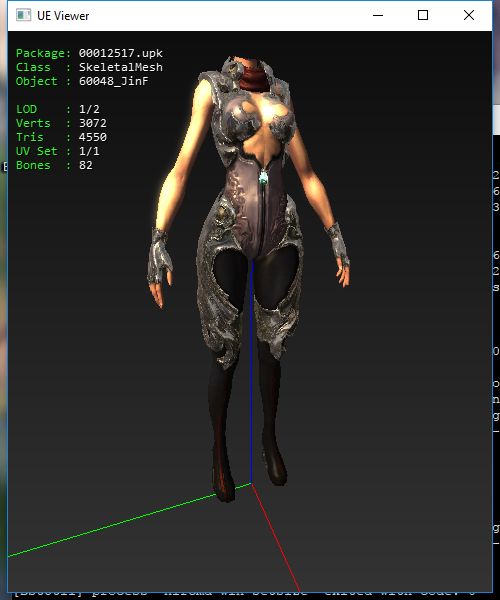 UE Viewer
Package: 00012517.upk
Class : SkeletalMesh
Object : 60048_JinF
LOD : 1/2
Verts : 3072
Tris : 4550
UV Set : 1/1
Bones : 82